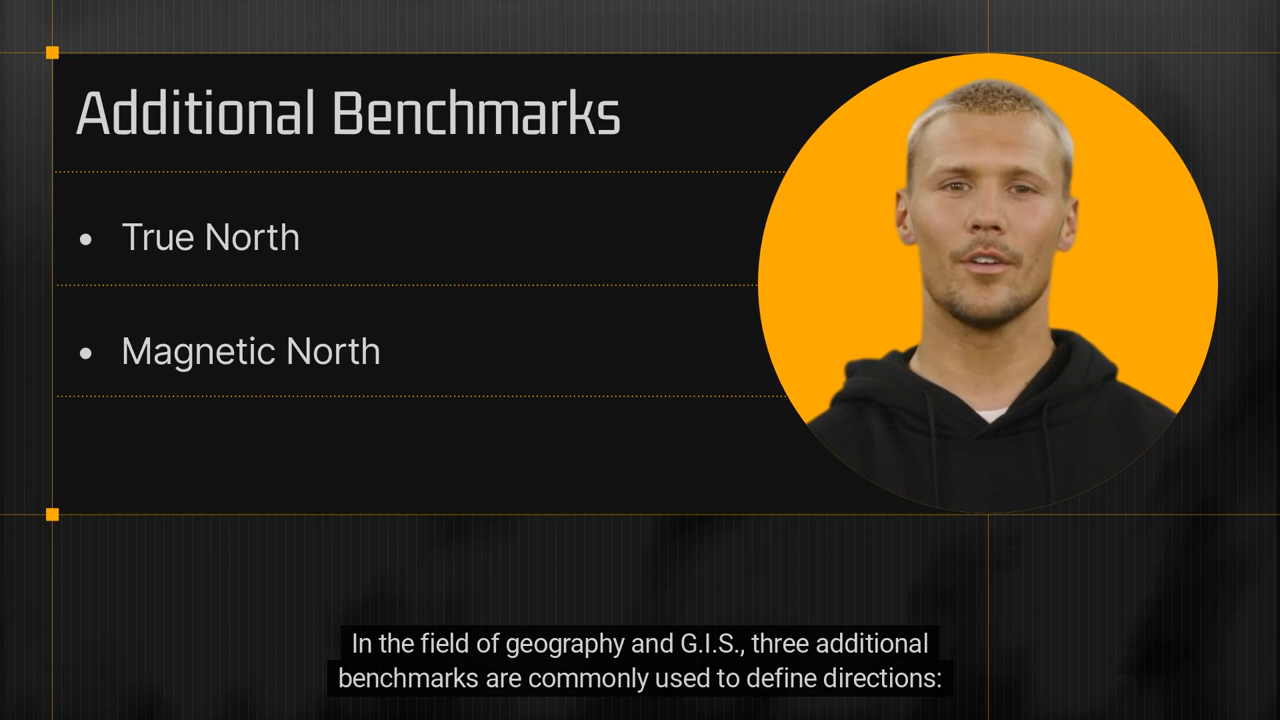 Additional Benchmarks
• True North
• Magnetic North
In the field of geography and G.I.S., three additional
benchmarks are commonly used to define directions: